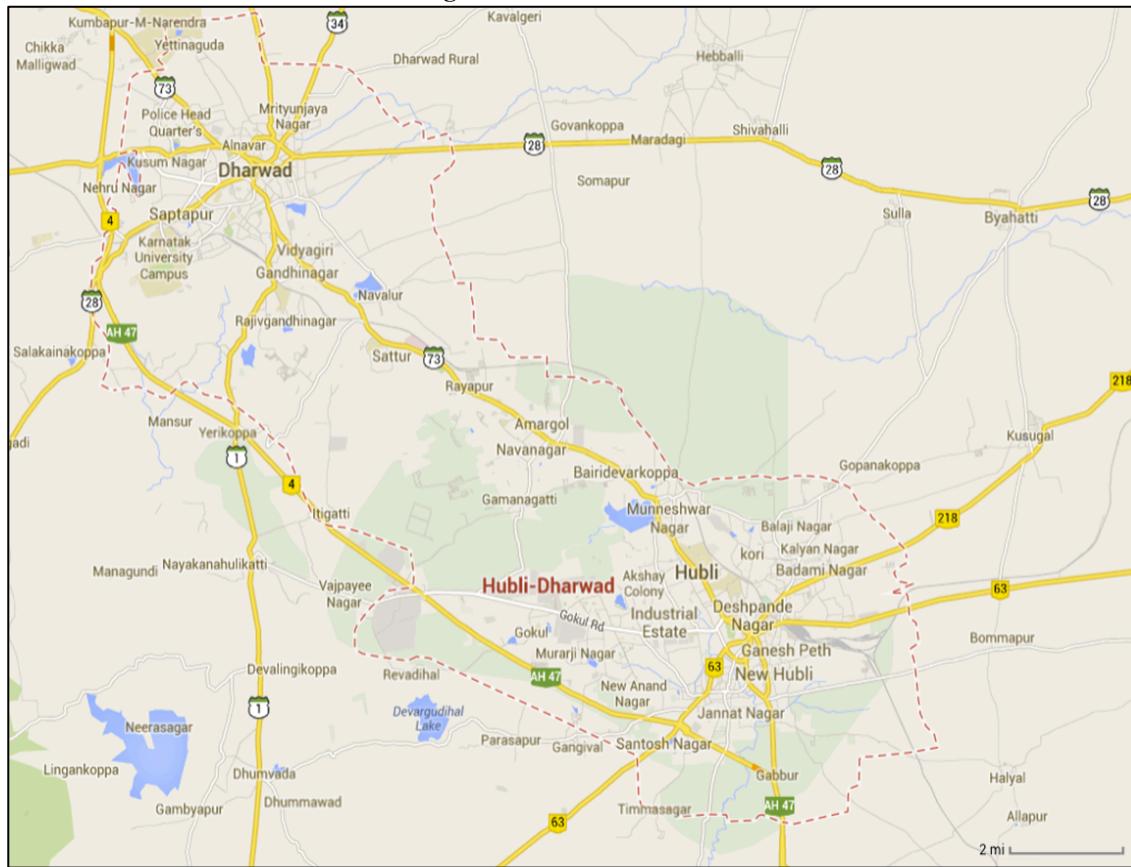 Kumbapur-M-Narendra
34
Kavalgeri
Chikka
Malligwad
Yettinaguda
Dharwad Rural
Hebballi
73
Mrityunjaya
Nagar
Police Head
Quarter's
Govankoppa
Shivahalli
Alnavar
28
Maradagi
Kusum Nagar
Dharwad
28
Nehru Nagar
Somapur
28
4
Saptapur
Sulla
Byahatti
Karnatak
University
Campus
Vidyagiri
Gandhinagar
28
Navalur
AH 47
Rajivgandhinagar
Salakainakoppa
Sattur
73
Rayapur
218
Mansur
Amargol
gadi
Yerikoppa
Navanagar
Kusugal
1
Bairidevarkoppa
Gopanakoppa
4
Gamanagatti
Itigatti
Munneshwar
Nagar
218
Balaji Nagar
kori
Kalyan Nagar
Managundi
Nayakanahulikatti
Hubli
Badami Nagar
Vajpayee
Nagar
Hubli-Dharwad
Akshay
Colony
63
Gokul Rd
Industrial
Estate
Deshpande
Nagar
Gokul
Bommapur
Murarji Nagar
Ganesh Peth
63
Devalingikoppa
Revadihal
AH 47
New Hubli
New Anand
Nagar
1
Devargudihal
Lake
Jannat Nagar
Neerasagar
Parasapur
Gangival
Santosh Nagar
Lingankoppa
Dhumvada
Gabbur
Halyal
Gambyapur
Dhummawad
Timmasagar
AH 47
63
Allapur
2 mi